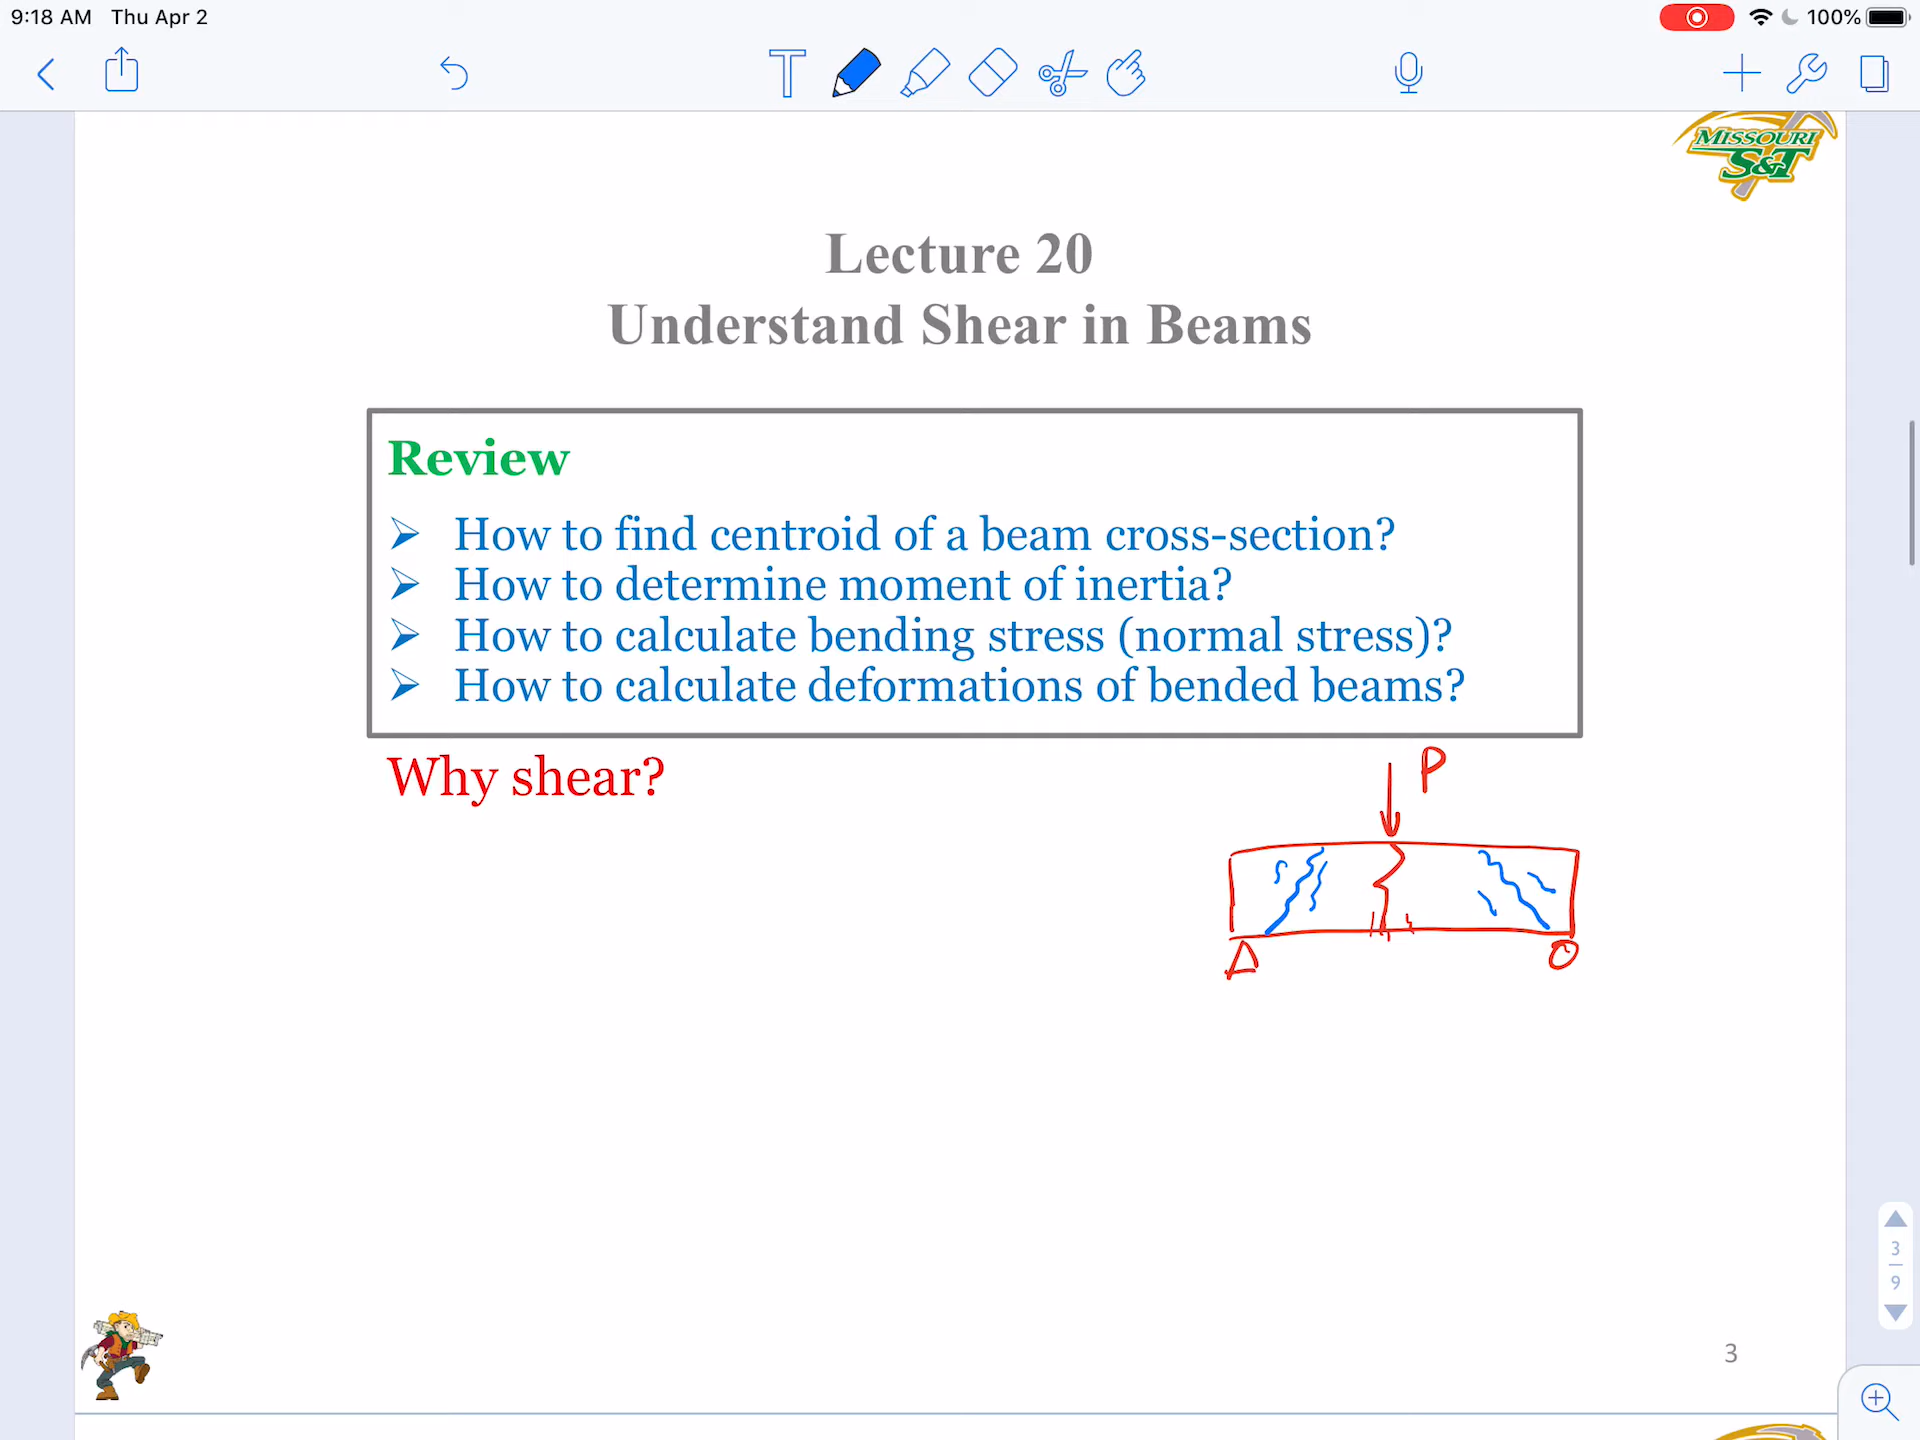 9:18 AM Thu Apr 2
100%
T
MISSOURI
S&T
Lecture 20
Understand Shear in Beams
Review
➢ How to find centroid of a beam cross-section?
➢ How to determine moment of inertia?
➢ How to calculate bending stress (normal stress)?
➢ How to calculate deformations of bended beams?
Why shear?
P
3
9
3